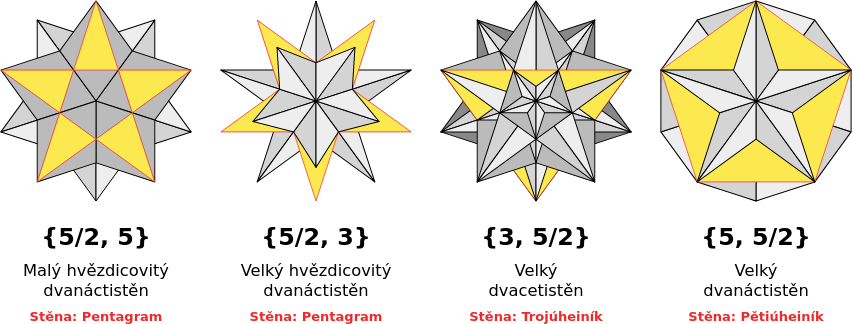 {5/2, 5}
Malý hvězdicovitý
dvanáctistěn
Stěna: Pentagram
{5/2, 3}
Velký hvězdicovitý
dvanáctistěn
Stěna: Pentagram
{3, 5/2}
Velký
dvacetistěn
Stěna: Trojúheiník
{5, 5/2}
Velký
dvanáctistěn
Stěna: Pětiúheiník